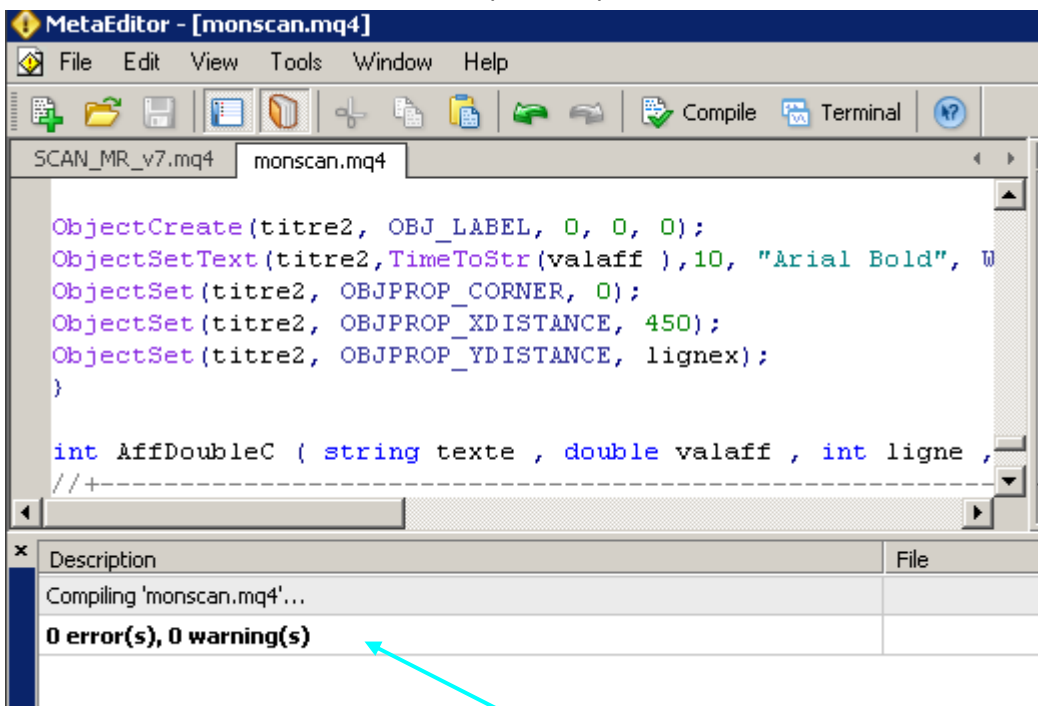 MetaEditor - [monscan.mq4]
File Edit View Tools Window Help
Compile Terminal
SCAN_MR_v7.mq4 monscan.mq4
ObjectCreate(titre2, OBJ_LABEL, 0, 0, 0);
ObjectSetText(titre2,TimeToStr(valaff ),10, "Arial Bold", W
ObjectSet(titre2, OBJPROP_CORNER, 0);
ObjectSet(titre2, OBJPROP_XDISTANCE, 450);
ObjectSet(titre2, OBJPROP_YDISTANCE, lignex);
}
int AffDoubleC ( string texte , double valaff , int ligne ,
//+----------------------------------------------------------
Description File
Compiling 'monscan.mq4'...
0 error(s), 0 warning(s)